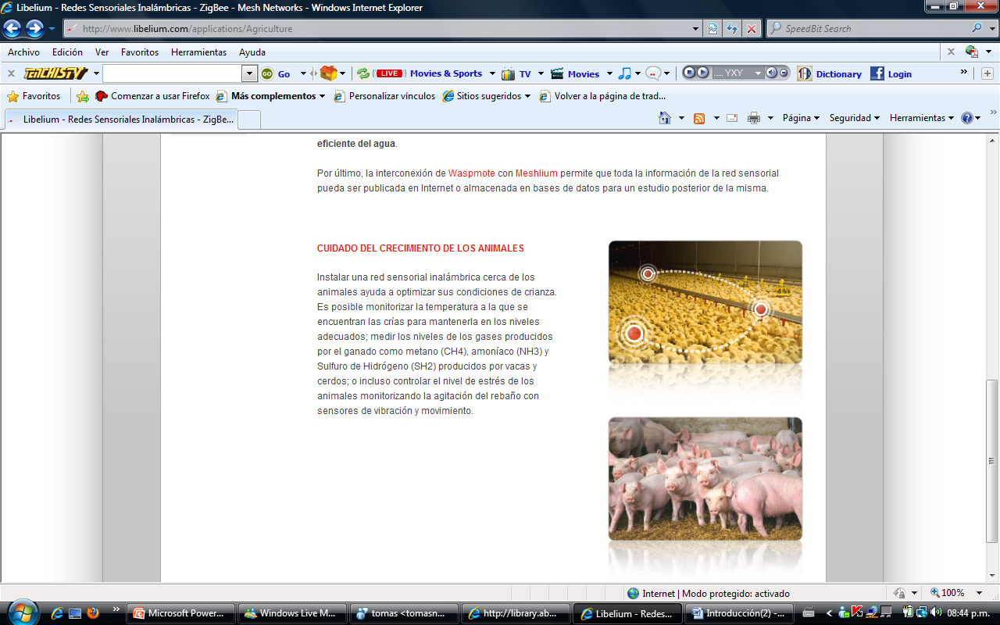 Libelium - Redes Sensoriales Inalámbricas - ZigBee - Mesh Networks - Windows Internet Explorer
http://www.libelium.com/applications/Agriculture
SpeedBit Search
Archivo Edición Ver Favoritos Herramientas Ayuda
TENCHISTV Go LIVE Movies & Sports TV Movies ..... YXY Dictionary Login
Favoritos Comenzar a usar Firefox Más complementos Personalizar vínculos Sitios sugeridos Volver a la página de trad...
Libelium - Redes Sensoriales Inalámbricas - ZigBe... Página Seguridad Herramientas
eficiente del agua.
Por último, la interconexión de Waspmote con Meshlium permite que toda la información de la red sensorial
pueda ser publicada en Internet o almacenada en bases de datos para un estudio posterior de la misma.
CUIDADO DEL CRECIMIENTO DE LOS ANIMALES
Instalar una red sensorial inalámbrica cerca de los
animales ayuda a optimizar sus condiciones de crianza.
Es posible monitorizar la temperatura a la que se
encuentran las crías para mantenerla en los niveles
adecuados; medir los niveles de los gases producidos
por el ganado como metano (CH4), amoníaco (NH3) y
Sulfuro de Hidrógeno (SH2) producidos por vacas y
cerdos; o incluso controlar el nivel de estrés de los
animales monitorizando la agitación del rebaño con
sensores de vibración y movimiento.
Internet | Modo protegido: activado 100%
Microsoft Power... Windows Live M... tomas <tomasn... http://library.ab... Libelium - Redes... Introducción(2) -... 08:44 p.m.